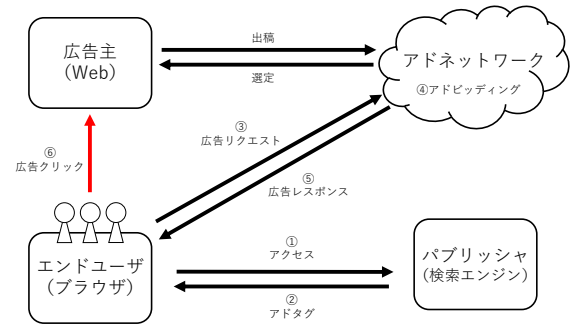 広告主
(Web)
出稿
選定
アドネットワーク
④アドビッディング
③
広告リクエスト
⑤
広告レスポンス
⑥
広告クリック
エンドユーザ
(ブラウザ)
①
アクセス
②
アドタグ
パブリッシャ
(検索エンジン)